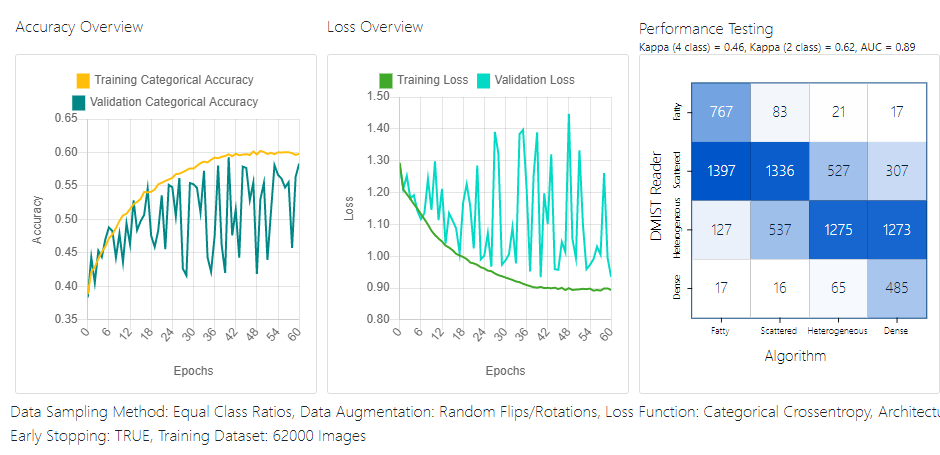 Accuracy Overview
Training Categorical Accuracy
Validation Categorical Accuracy
0.65
0.60
0.55
0.50
0.45
0.40
0.35
Accuracy
0 6 12 18 24 30 36 42 48 54 60
Epochs
Loss Overview
Training Loss Validation Loss
1.50
1.40
1.30
1.20
1.10
1.00
0.90
0.80
Loss
0 6 12 18 24 30 36 42 48 54 60
Epochs
Performance Testing
Kappa (4 class) = 0.46, Kappa (2 class) = 0.62, AUC = 0.89
DMIST Reader
Fatty 767 83 21 17
Scattered 1397 1336 527 307
Heterogeneous 127 537 1275 1273
Dense 17 16 65 485
Fatty Scattered Heterogeneous Dense
Algorithm
Data Sampling Method: Equal Class Ratios, Data Augmentation: Random Flips/Rotations, Loss Function: Categorical Crossentropy, Architectu
Early Stopping: TRUE, Training Dataset: 62000 Images